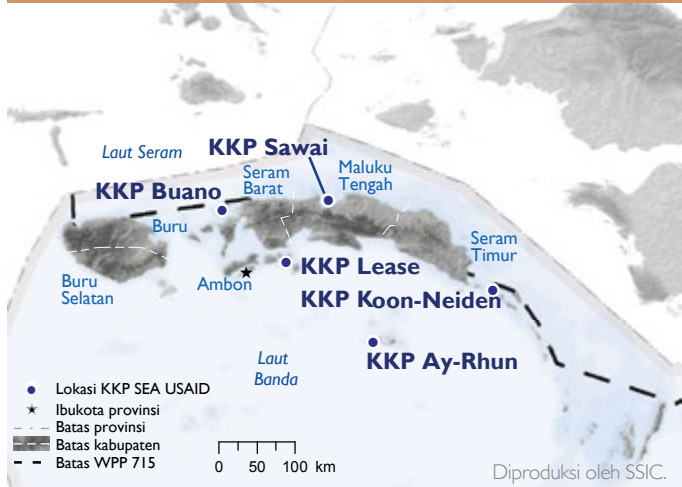 Laut Seram
KKP Sawai
Seram
Barat
Maluku
Tengah
KKP Buano
Buru
Seram
Timur
KKP Lease
Buru
Selatan
Ambon
KKP Koon-Neiden
KKP Ay-Rhun
Laut
Banda
Lokasi KKP SEA USAID
Ibukota provinsi
Batas provinsi
Batas kabupaten
Batas WPP 715
0 50 100 km
Diproduksi oleh SSIC.